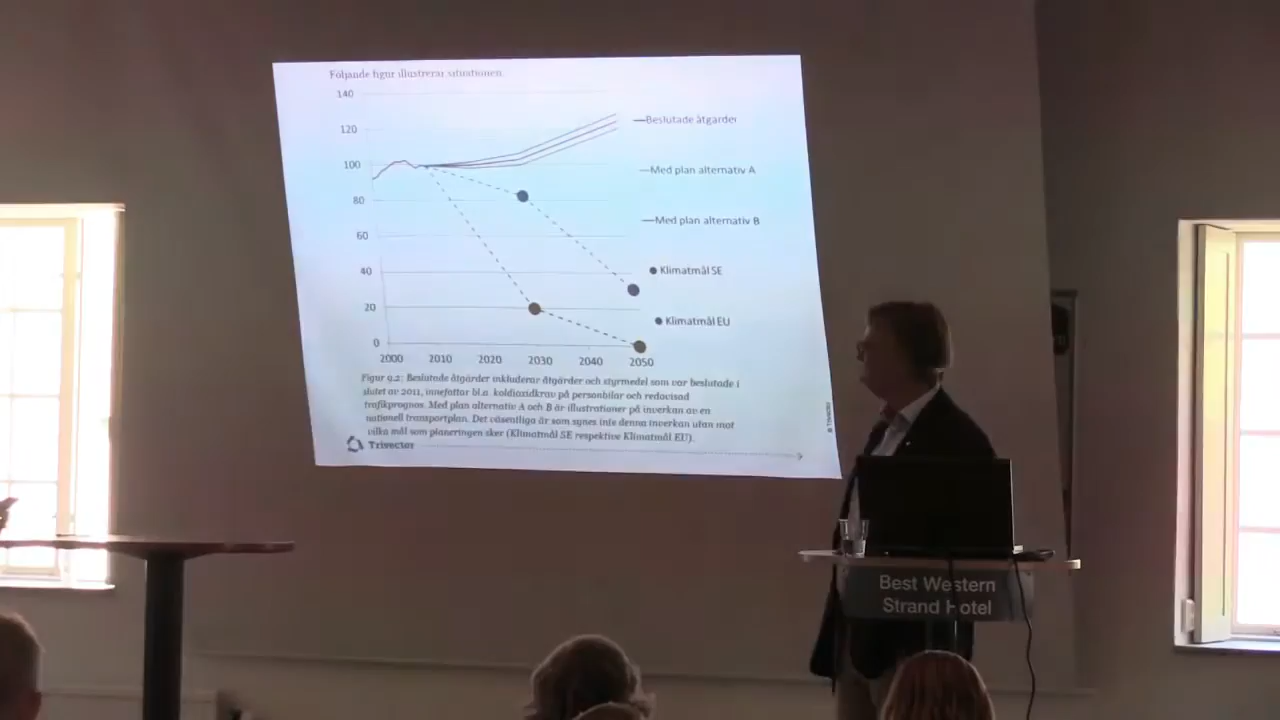 Följande figur illustrerar situationen.
140
120
100
80
60
40
20
0
2000 2010 2020 2030 2040 2050
Beslutade åtgärder
Med plan alternativ A
Med plan alternativ B
Klimatmål SE
Klimatmål EU
Figur 9.2: Beslutade åtgärder inkluderar åtgärder och styrmedel som var beslutade i
slutet av 2011, innefattar bl.a. koldioxidkrav på personbilar och redovisad
trafikprognos. Med plan alternativ A och B är illustrationer på inverkan av en
nationell transportplan. Det väsentliga är som synes inte denna inverkan utan mot
vilka mål som planeringen sker (Klimatmål SE respektive Klimatmål EU).
Trivector
© Trivector
Best Western
Strand Hotel